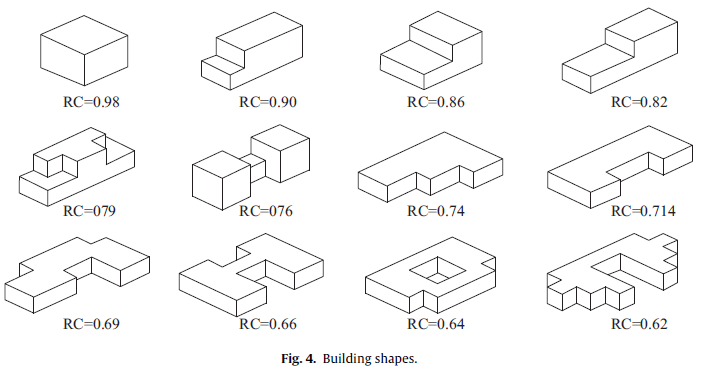 RC=0.98 RC=0.90 RC=0.86 RC=0.82
RC=079 RC=076 RC=0.74 RC=0.714
RC=0.69 RC=0.66 RC=0.64 RC=0.62
Fig. 4. Building shapes.